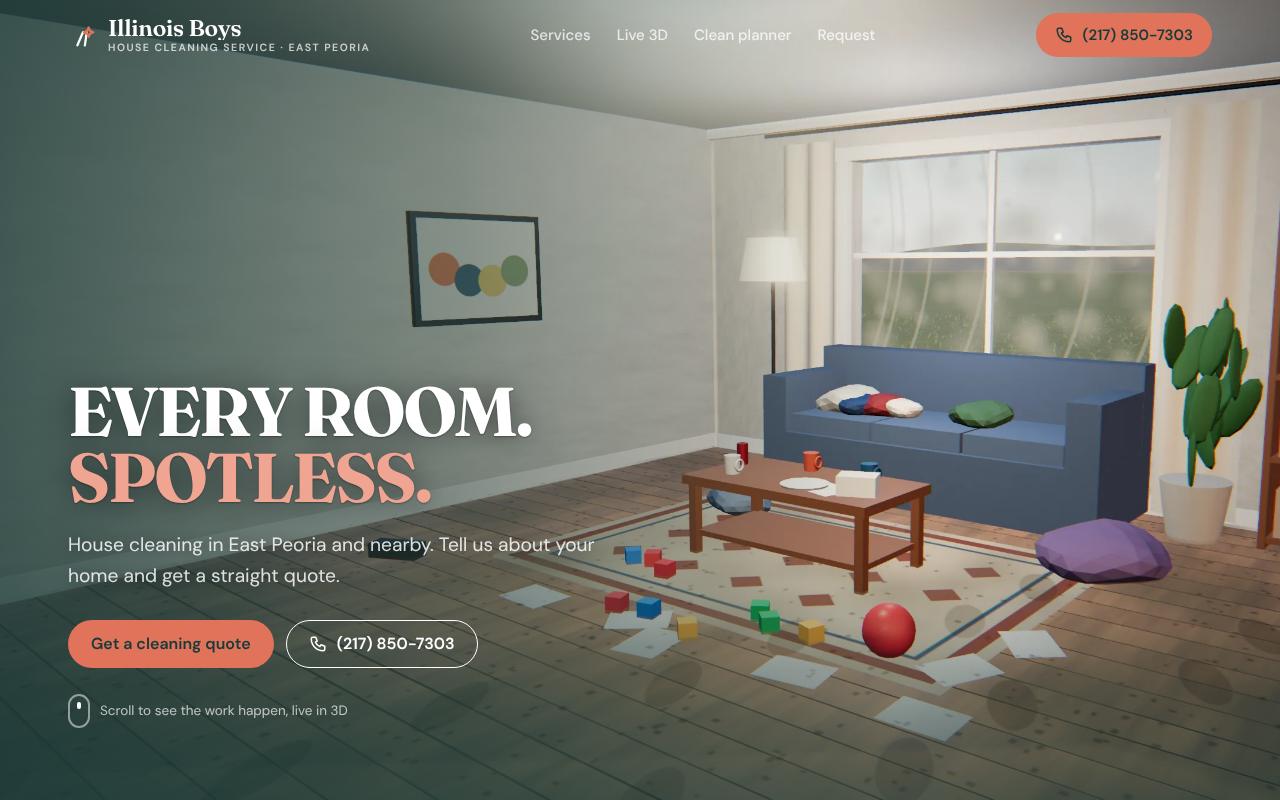 Illinois Boys
HOUSE CLEANING SERVICE · EAST PEORIA
Services
Live 3D
Clean planner
Request
(217) 850-7303
EVERY ROOM.
SPOTLESS.
House cleaning in East Peoria and nearby. Tell us about your
home and get a straight quote.
Get a cleaning quote
(217) 850-7303
Scroll to see the work happen, live in 3D